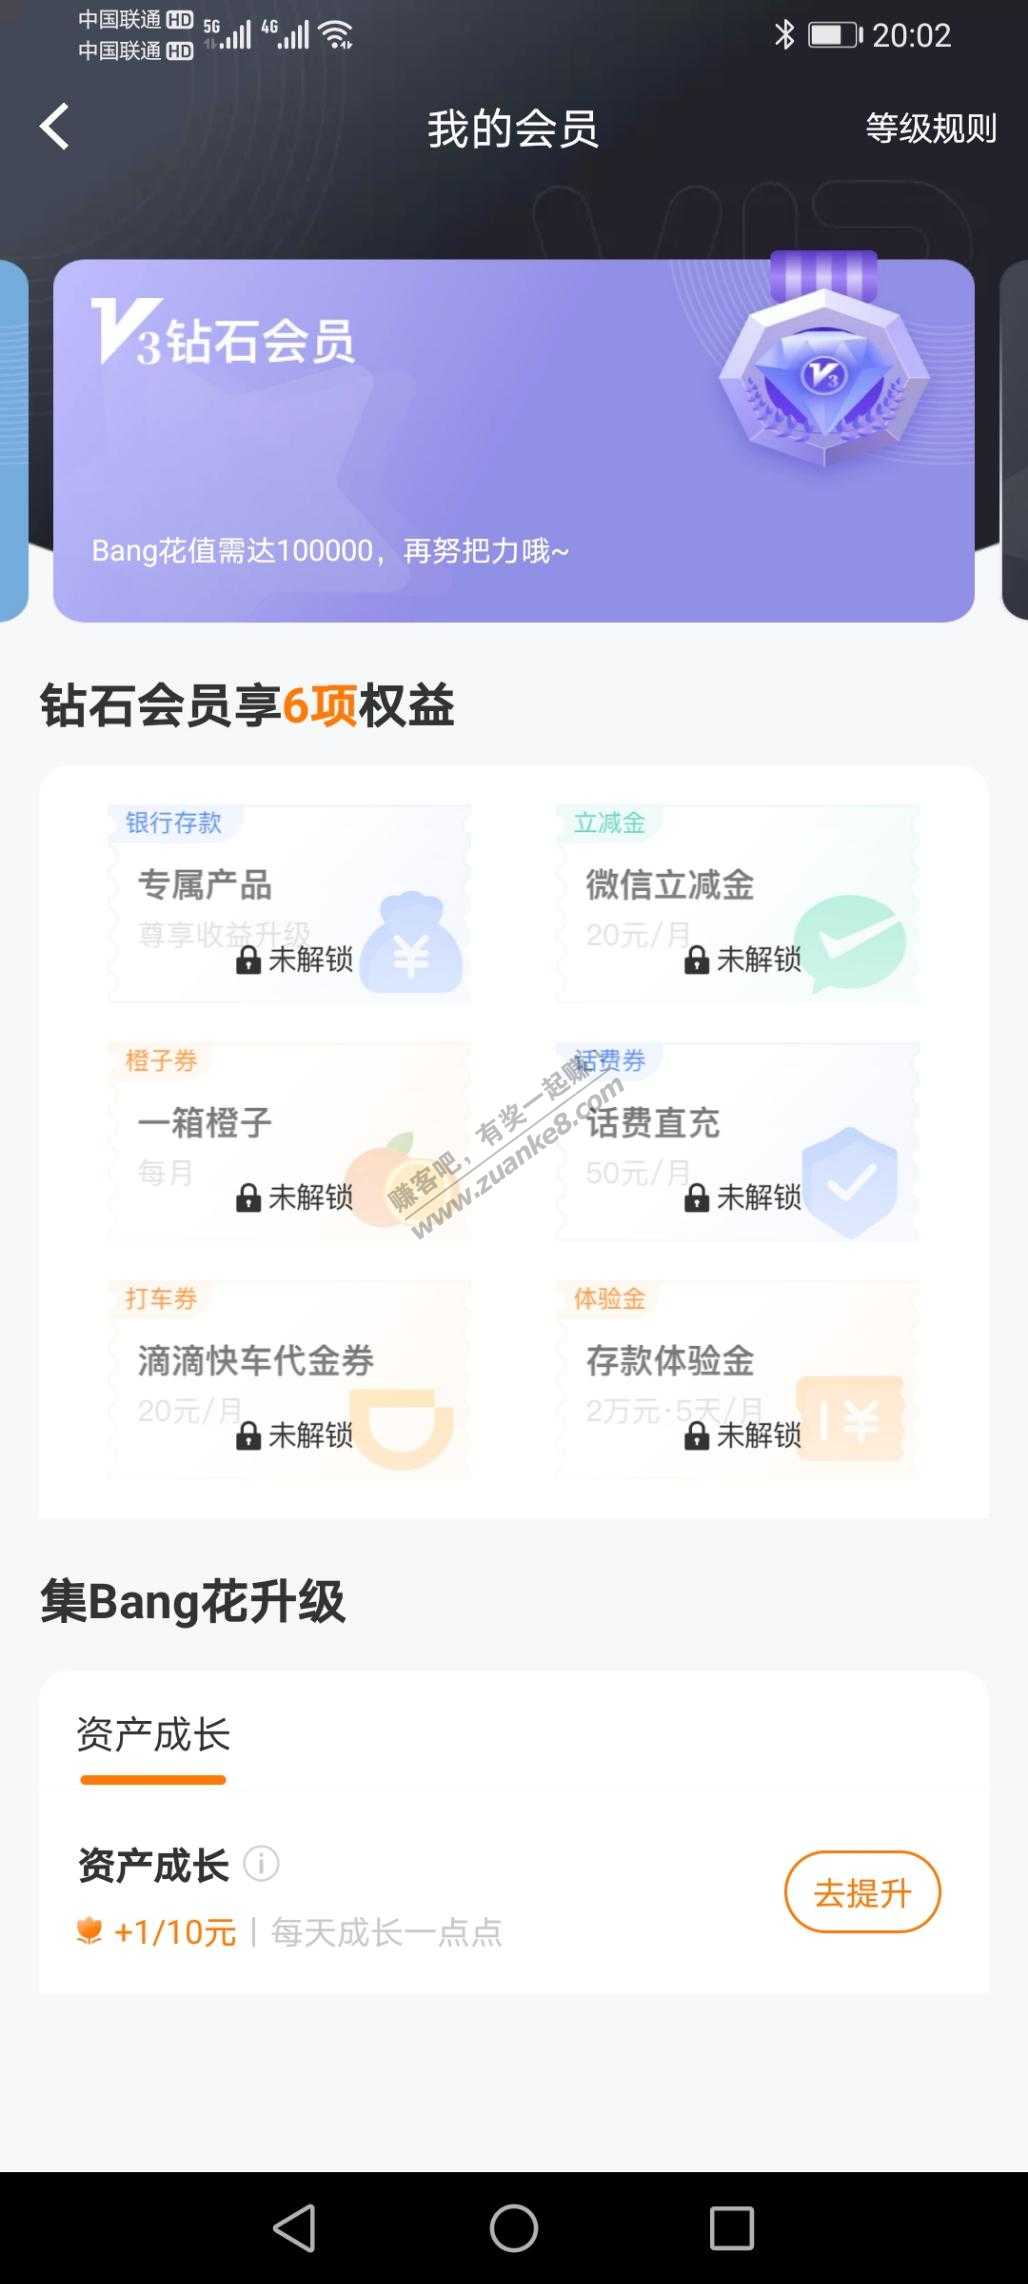 中国联通 HD 5G 4G 20:02
中国联通 HD
我的会员
等级规则
VIP
V3钻石会员
V3
Bang花值需达100000，再努把力哦~
钻石会员享6项权益
银行存款
专属产品
尊享收益升级
未解锁
立减金
微信立减金
20元/月
未解锁
橙子券
一箱橙子
每月
未解锁
话费券
话费直充
50元/月
未解锁
赚客吧，有奖一起赚！
www.zuanke8.com
打车券
滴滴快车代金券
20元/月
未解锁
体验金
存款体验金
2万元·5天/月
未解锁
集Bang花升级
资产成长
资产成长
+1/10元 | 每天成长一点点
去提升